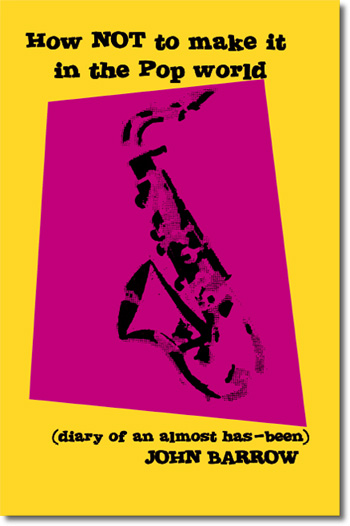 How NOT to make it
in the Pop world
(diary of an almost has-been)
JOHN BARROW